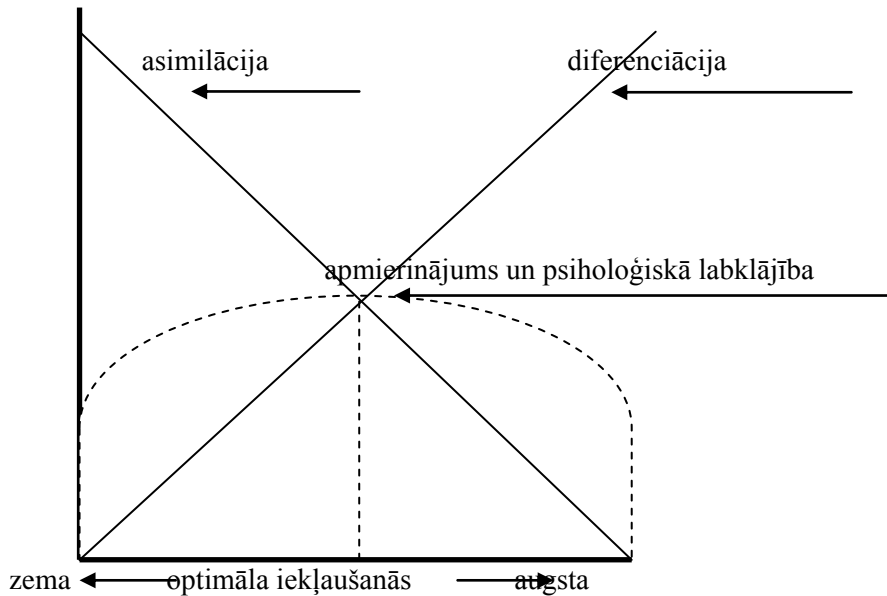 asimilācija diferenciācija
apmierinājums un psiholoģiskā labklājība
zema optimāla iekļaušanās augsta